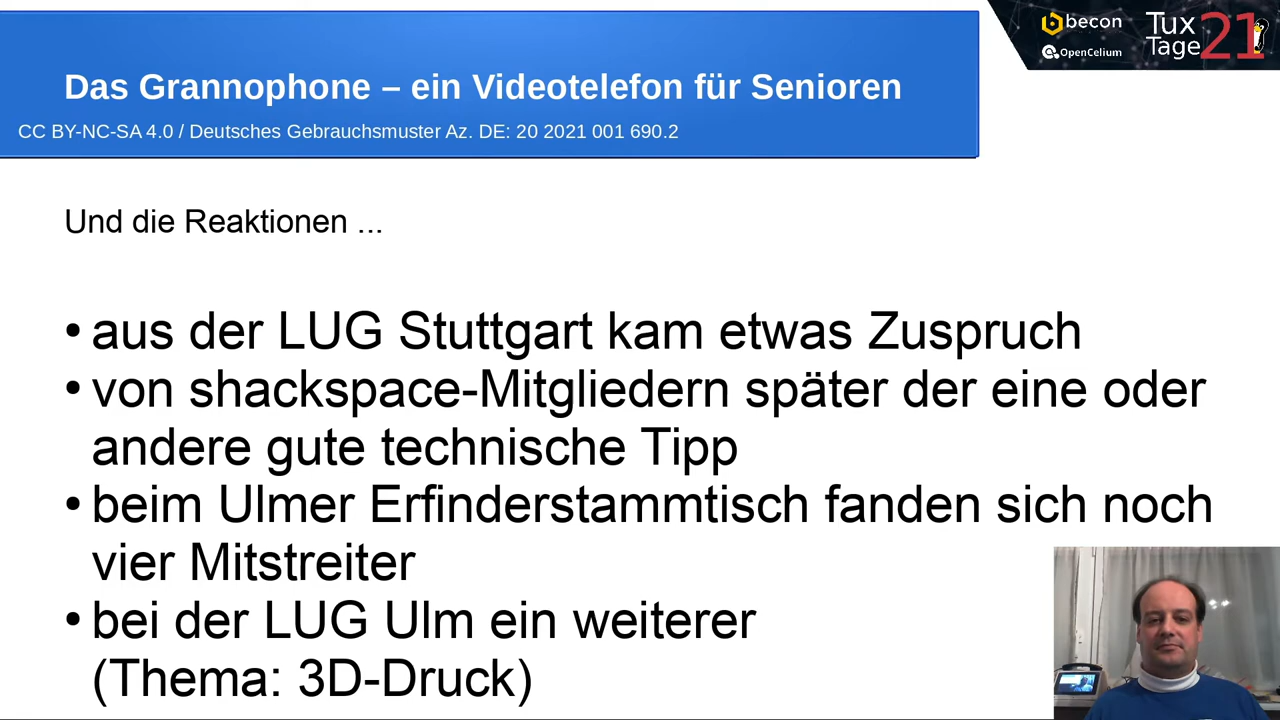 becon
OpenCelium
Tux
Tage
21
Das Grannophone – ein Videotelefon für Senioren
CC BY-NC-SA 4.0 / Deutsches Gebrauchsmuster Az. DE: 20 2021 001 690.2
Und die Reaktionen ...
• aus der LUG Stuttgart kam etwas Zuspruch
• von shackspace-Mitgliedern später der eine oder
andere gute technische Tipp
• beim Ulmer Erfinderstammtisch fanden sich noch
vier Mitstreiter
• bei der LUG Ulm ein weiterer
(Thema: 3D-Druck)